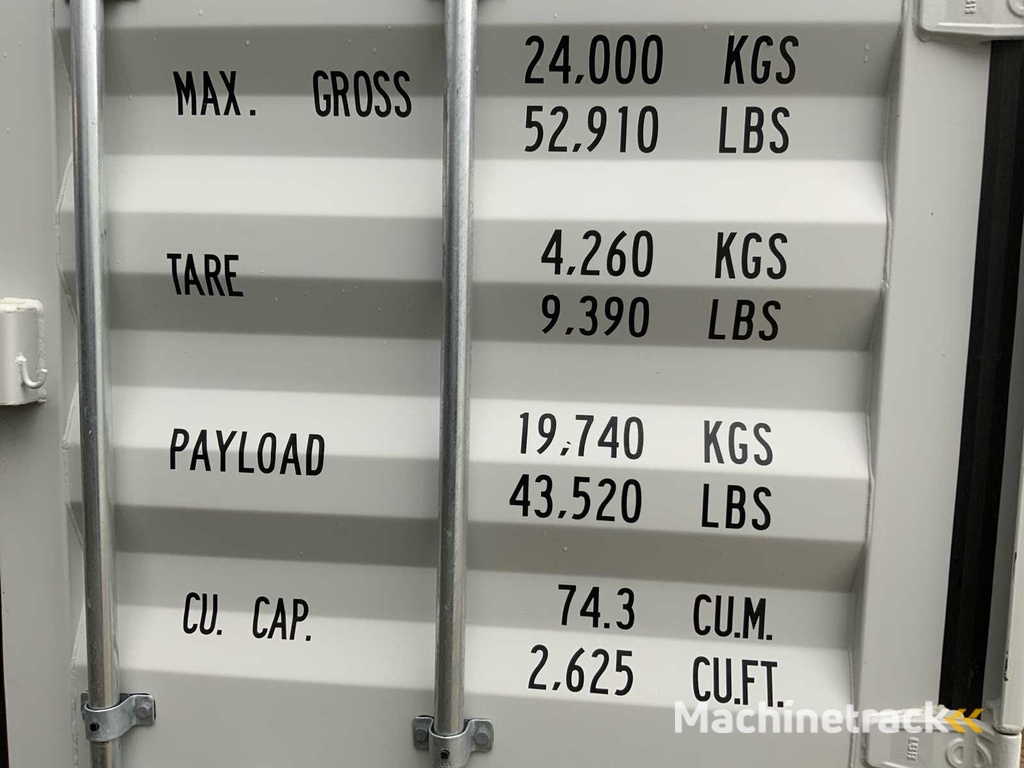 MAX. GROSS 24,000 KGS
52,910 LBS
TARE 4,260 KGS
9,390 LBS
PAYLOAD 19,740 KGS
43,520 LBS
CU. CAP. 74.3 CU.M.
2,625 CU.FT.
Machinetrack